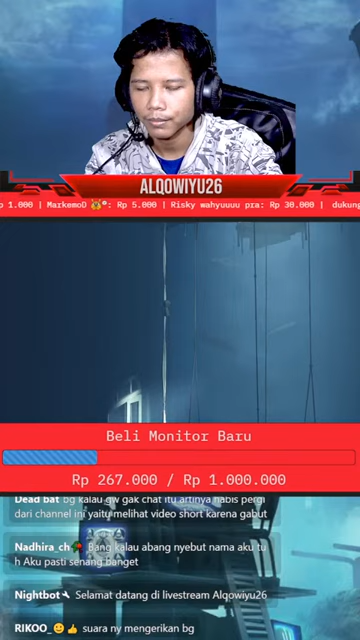 ALQOWIYU26
p 1.000 | MarkemoD : Rp 5.000 | Risky wahyuuuu pra: Rp 30.000 | dukung
Beli Monitor Baru
Rp 267.000 / Rp 1.000.000
Dead bat bg kalau gw gak chat itu artinya habis pergi
dari channel ini yaitu melihat video short karena gabut
Nadhira_ch Bang kalau abang nyebut nama aku tu
h Aku pasti senang banget
Nightbot Selamat datang di livestream Alqowiyu26
RIKOO_ suara ny mengerikan bg